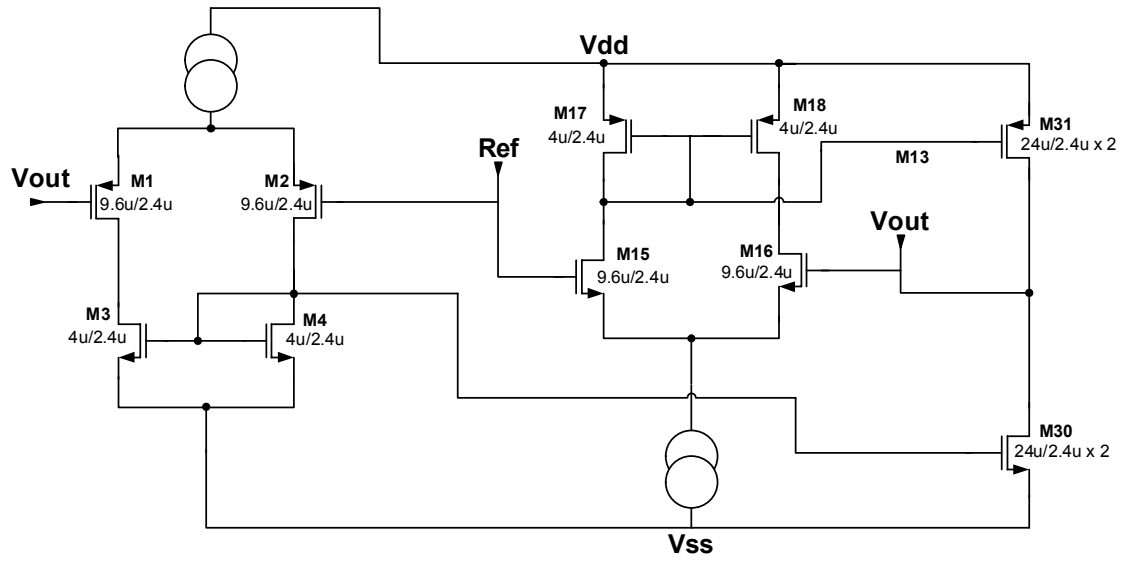 Vdd
M17
4u/2.4u
M18
4u/2.4u
M31
24u/2.4u x 2
M13
Ref
Vout
M1
9.6u/2.4u
M2
9.6u/2.4u
Vout
M15
9.6u/2.4u
M16
9.6u/2.4u
M3
4u/2.4u
M4
4u/2.4u
M30
24u/2.4u x 2
Vss